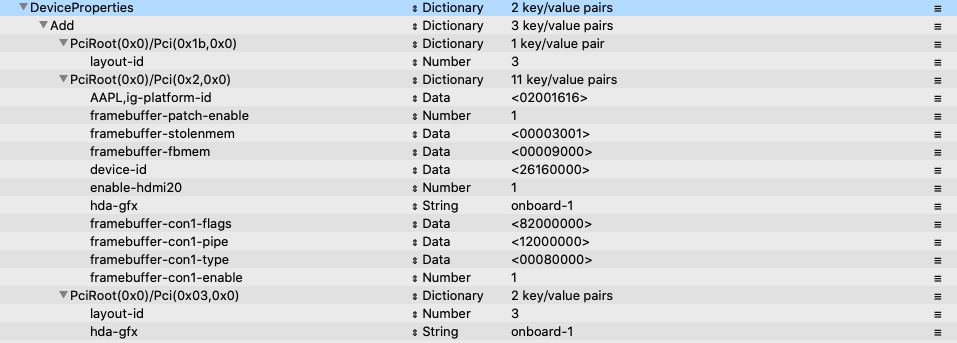 DeviceProperties Dictionary 2 key/value pairs
Add Dictionary 3 key/value pairs
PciRoot(0x0)/Pci(0x1b,0x0) Dictionary 1 key/value pair
layout-id Number 3
PciRoot(0x0)/Pci(0x2,0x0) Dictionary 11 key/value pairs
AAPL,ig-platform-id Data <02001616>
framebuffer-patch-enable Number 1
framebuffer-stolenmem Data <00003001>
framebuffer-fbmem Data <00009000>
device-id Data <26160000>
enable-hdmi20 Number 1
hda-gfx String onboard-1
framebuffer-con1-flags Data <82000000>
framebuffer-con1-pipe Data <12000000>
framebuffer-con1-type Data <00080000>
framebuffer-con1-enable Number 1
PciRoot(0x0)/Pci(0x03,0x0) Dictionary 2 key/value pairs
layout-id Number 3
hda-gfx String onboard-1